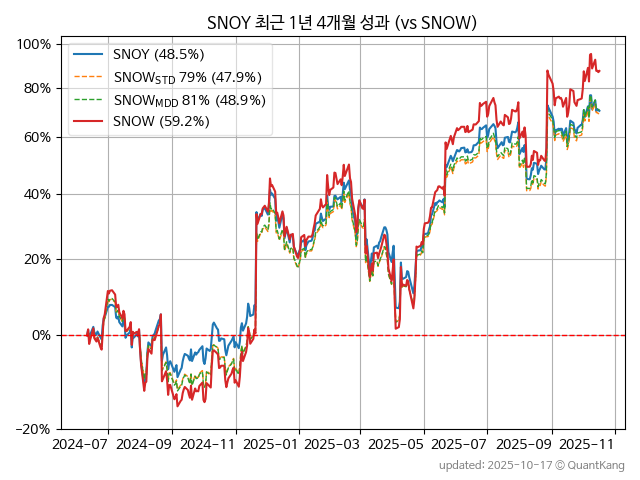 SNOY 최근 1년 4개월 성과 (vs SNOW)
100%
80%
60%
40%
20%
0%
−20%
SNOY (48.5%)
SNOW_STD 79% (47.9%)
SNOW_MDD 81% (48.9%)
SNOW (59.2%)
2024-07 2024-09 2024-11 2025-01 2025-03 2025-05 2025-07 2025-09 2025-11
updated: 2025-10-17 © QuantKang